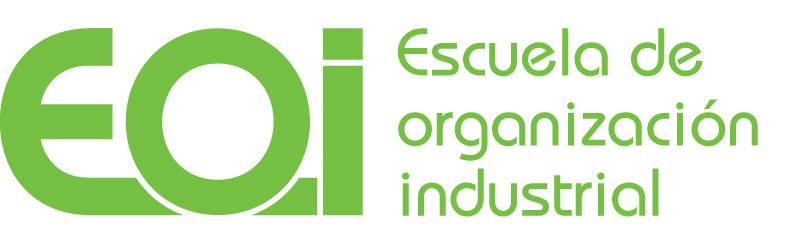 EOi
Escuela de
organización
industrial